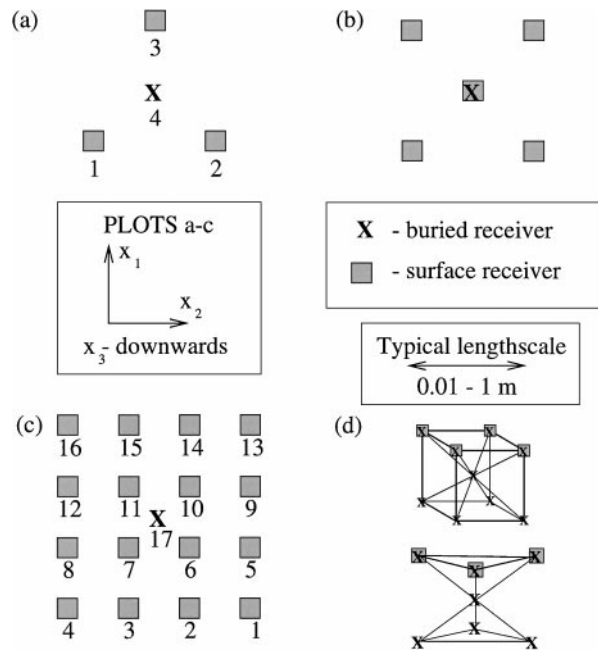 (a)
3
X
4
1
2
(b)
X
PLOTS a-c
x1
x2
x3- downwards
X - buried receiver
- surface receiver
Typical lengthscale
0.01 - 1 m
(c)
16 15 14 13
12 11 10 9
X
17
8 7 6 5
4 3 2 1
(d)
X X
X X
X
X X
X X
X X
X
X
X
X X